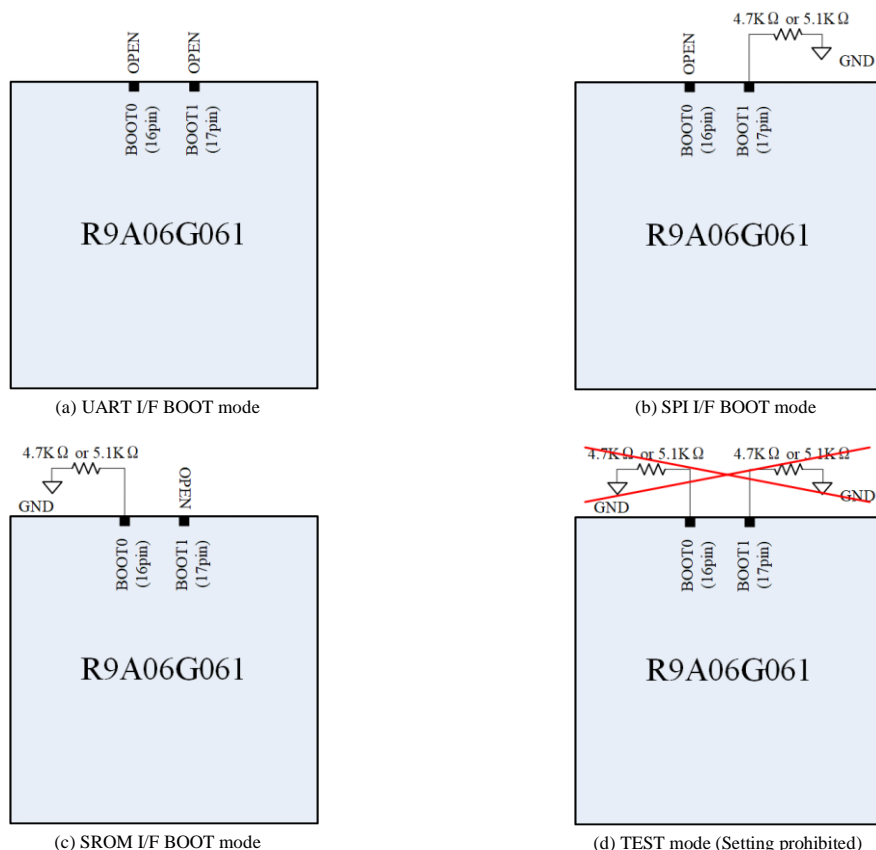 OPEN
OPEN
BOOT0
(16pin)
BOOT1
(17pin)
R9A06G061
(a) UART I/F BOOT mode
4.7KΩ or 5.1KΩ
GND
OPEN
BOOT0
(16pin)
BOOT1
(17pin)
R9A06G061
(b) SPI I/F BOOT mode
4.7KΩ or 5.1KΩ
GND
OPEN
BOOT0
(16pin)
BOOT1
(17pin)
R9A06G061
(c) SROM I/F BOOT mode
4.7KΩ or 5.1KΩ
4.7KΩ or 5.1KΩ
GND
GND
BOOT0
(16pin)
BOOT1
(17pin)
R9A06G061
(d) TEST mode (Setting prohibited)